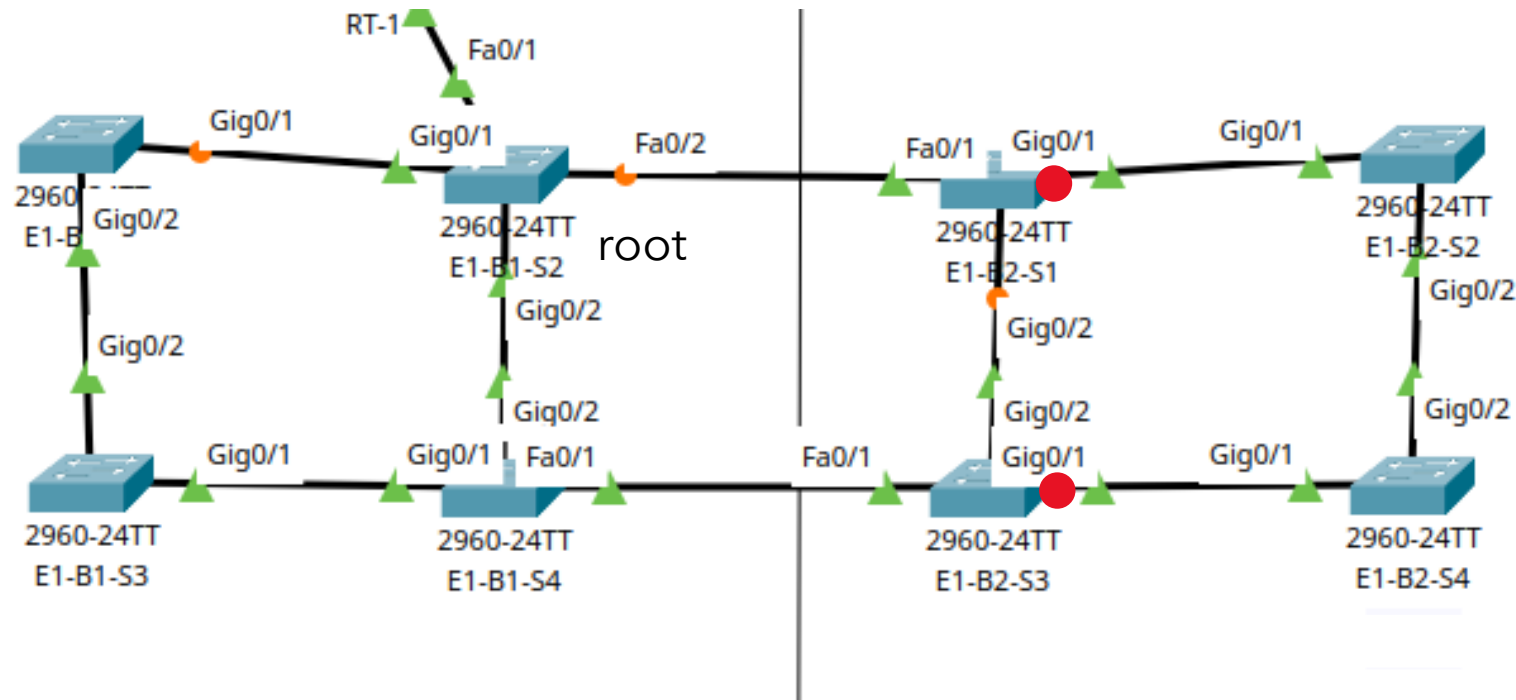 RT-1
Fa0/1
Gig0/1
Gig0/1
Fa0/2
Fa0/1
Gig0/1
Gig0/1
2960
E1-B
Gig0/2
2960-24TT
E1-B1-S2
root
2960-24TT
E1-B2-S1
2960-24TT
E1-B2-S2
Gig0/2
Gig0/2
Gig0/2
Gig0/2
Gig0/2
Gig0/2
Gig0/2
Gig0/1
Gig0/1
Fa0/1
Fa0/1
Gig0/1
Gig0/1
2960-24TT
E1-B1-S3
2960-24TT
E1-B1-S4
2960-24TT
E1-B2-S3
2960-24TT
E1-B2-S4